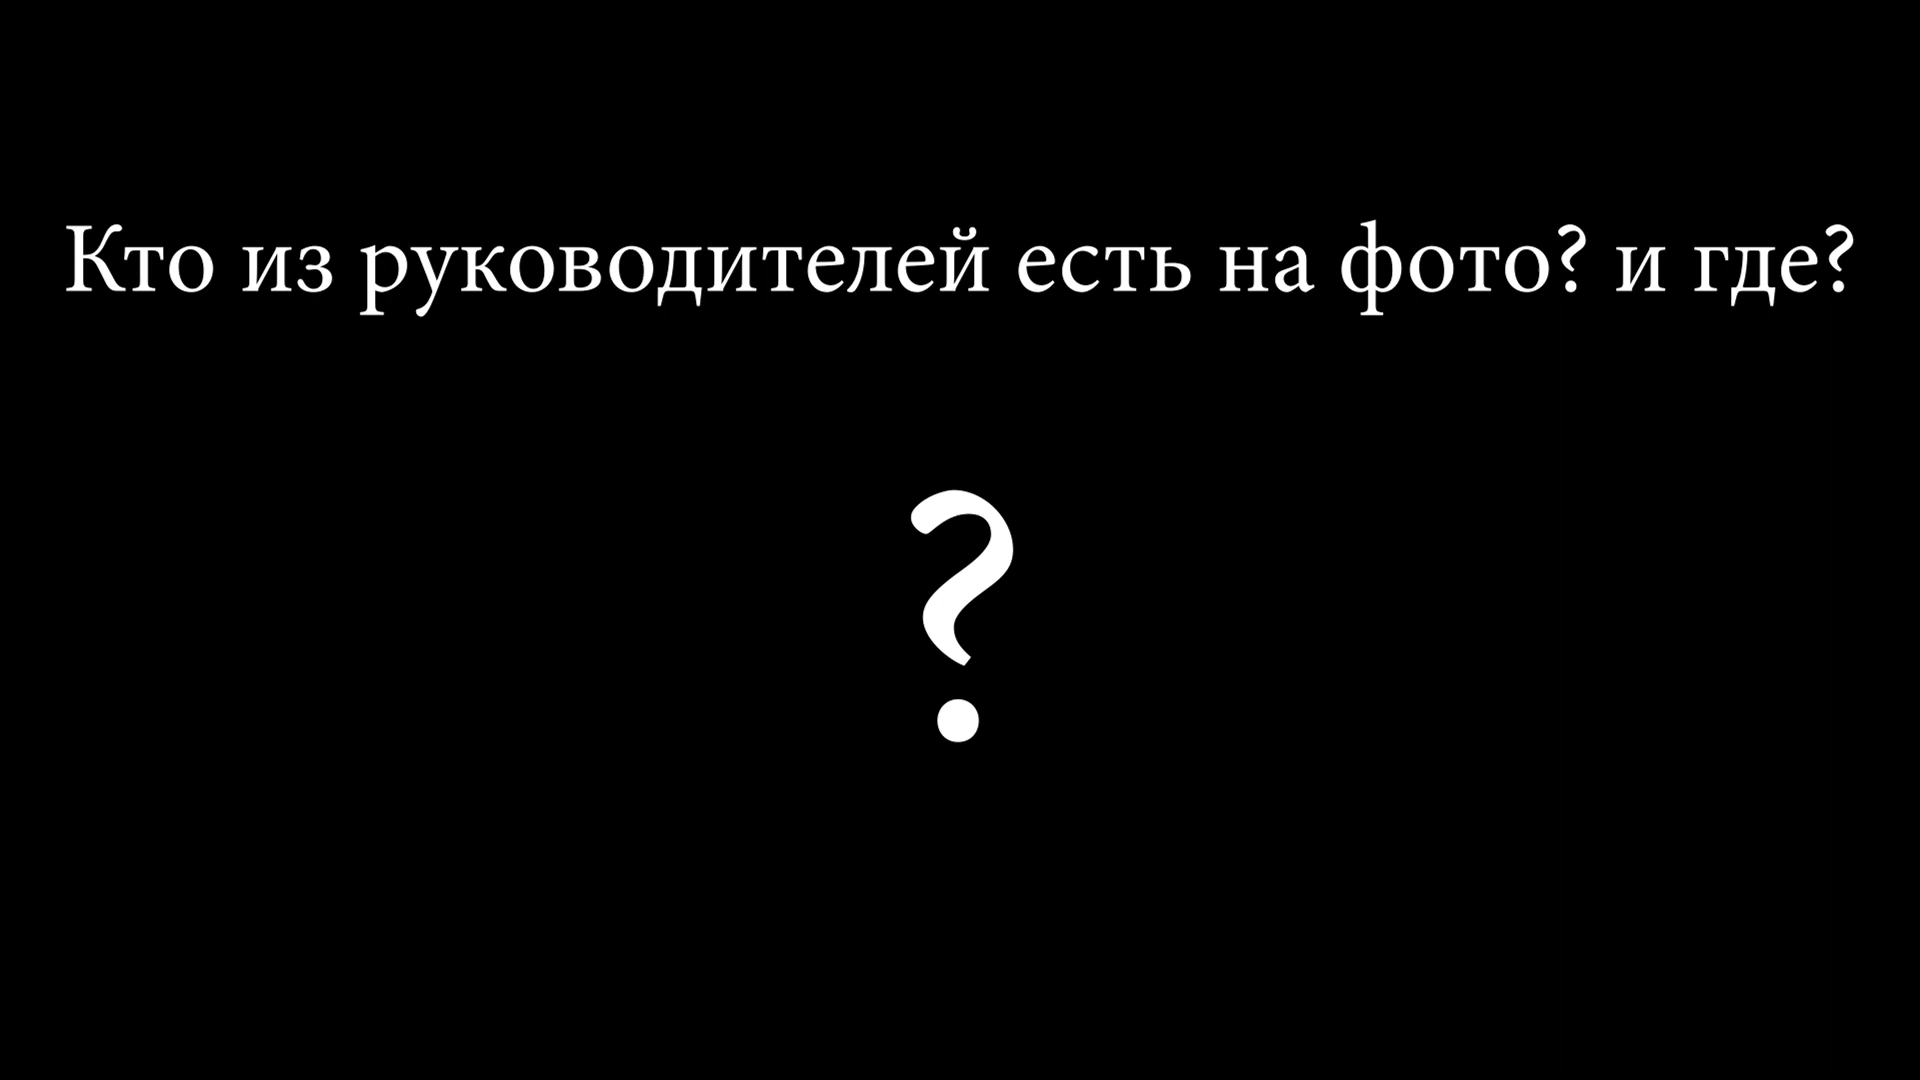 Кто из руководителей есть на фото? и где?
?